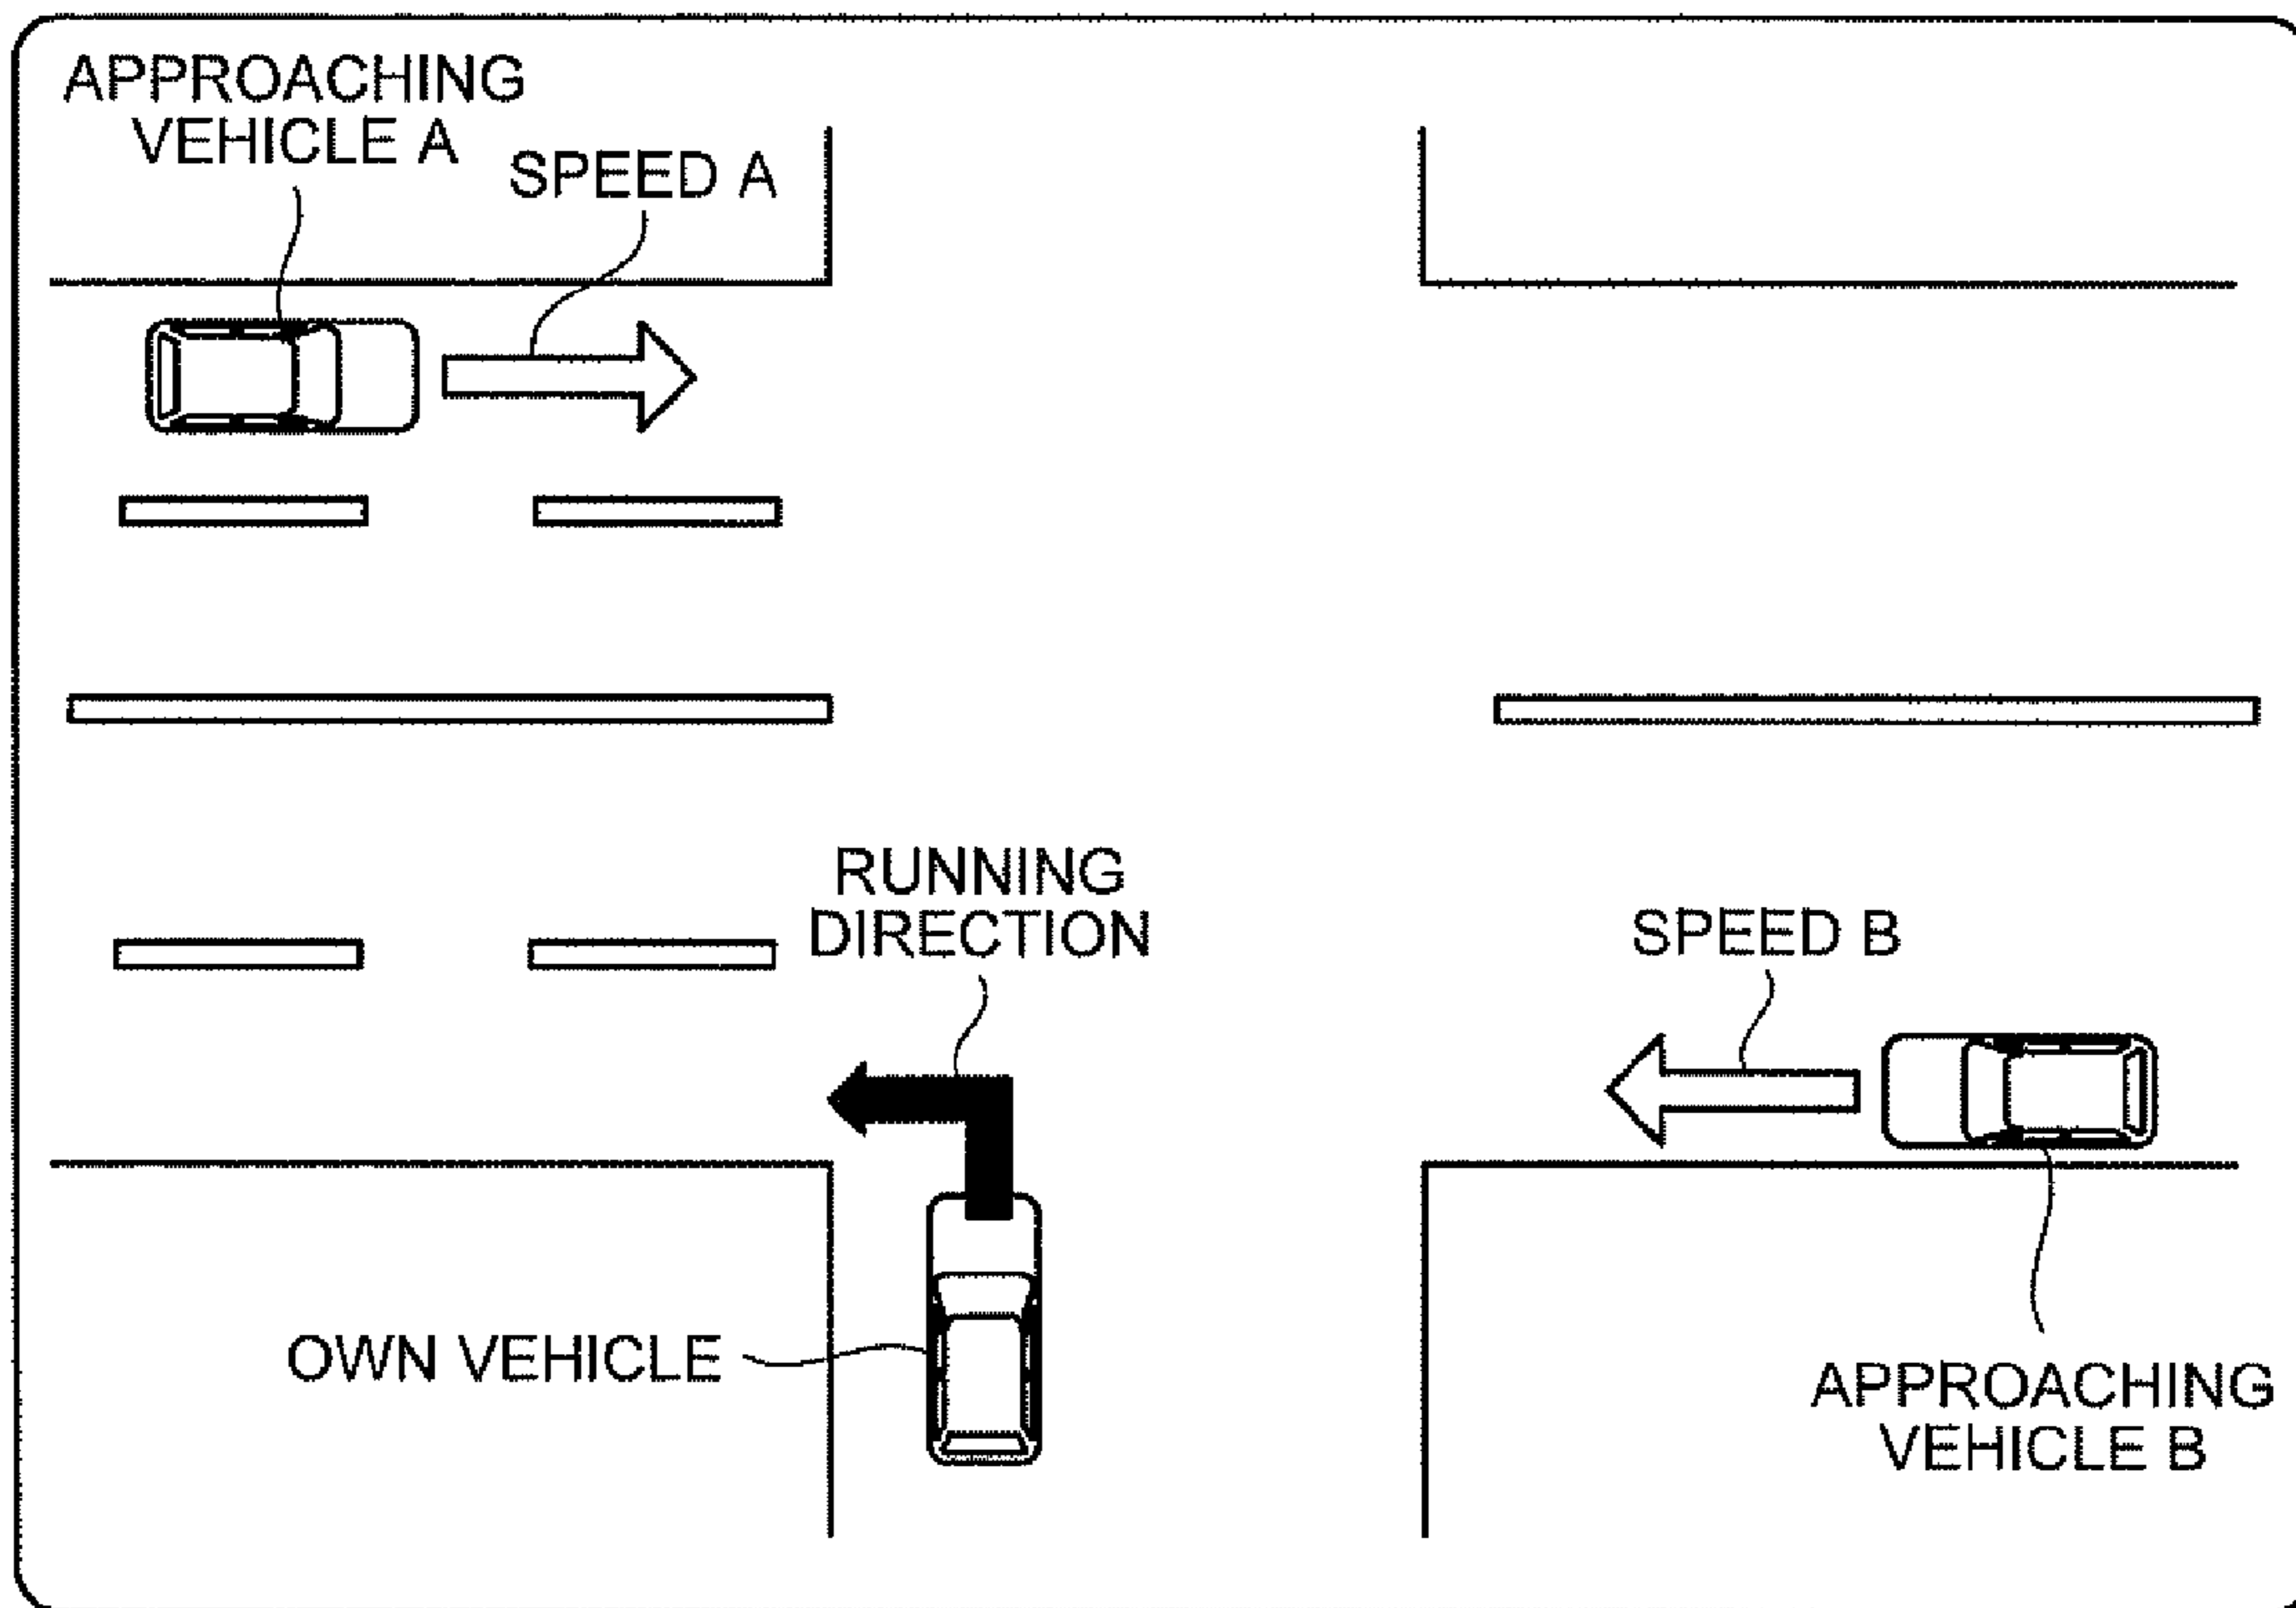 APPROACHING
VEHICLE A
SPEED A
RUNNING
DIRECTION
SPEED B
OWN VEHICLE
APPROACHING
VEHICLE B